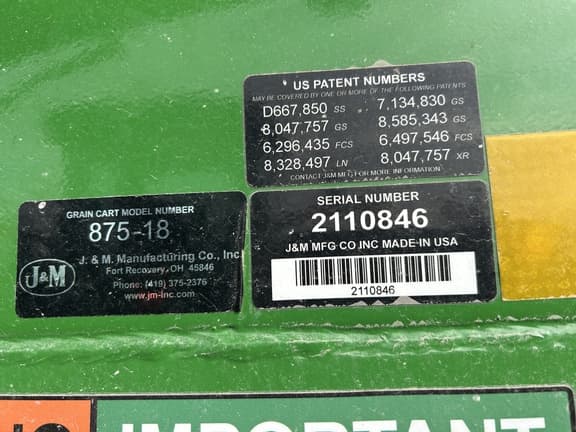 US PATENT NUMBERS
MAY BE COVERED BY ONE OR MORE OF THE FOLLOWING PATENTS
D667,850 SS 7,134,830 GS
8,047,757 GS 8,585,343 GS
6,296,435 FCS 6,497,546 FCS
8,328,497 LN 8,047,757 XR
CONTACT J&M MFG FOR MORE INFORMATION
GRAIN CART MODEL NUMBER
875-18
J&M
J. & M. Manufacturing Co., Inc
Fort Recovery, OH 45846
Phone: (419) 375-2376
www.jm-inc.com
SERIAL NUMBER
2110846
J&M MFG CO INC MADE IN USA
2110846
IMPORTANT